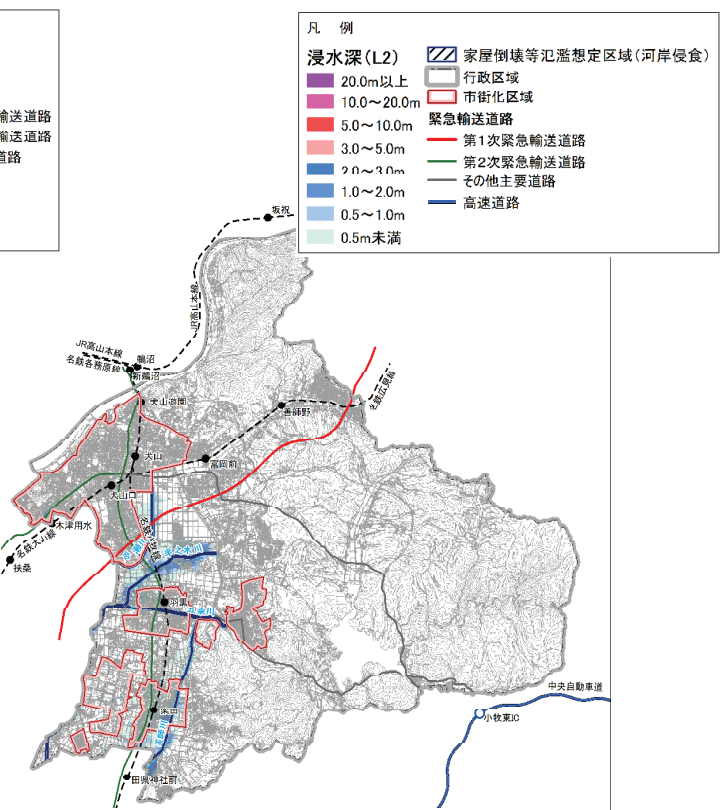 輸送道路
輸送道路
道路
凡 例
浸水深(L2)
20.0m以上
10.0～20.0m
5.0～10.0m
3.0～5.0m
2.0～3.0m
1.0～2.0m
0.5～1.0m
0.5m未満
家屋倒壊等氾濫想定区域(河岸侵食)
行政区域
市街化区域
緊急輸送道路
第1次緊急輸送道路
第2次緊急輸送道路
その他主要道路
高速道路
坂祝
JR高山本線
JR高山本線
鵜沼
名鉄各務原線
新鵜沼
犬山遊園
善師野
名鉄広見線
犬山
富岡前
犬山口
木津用水
名鉄犬山線
扶桑
名鉄小牧線
半之木川
羽黒
楽田
田県神社前
中央自動車道
小牧東IC